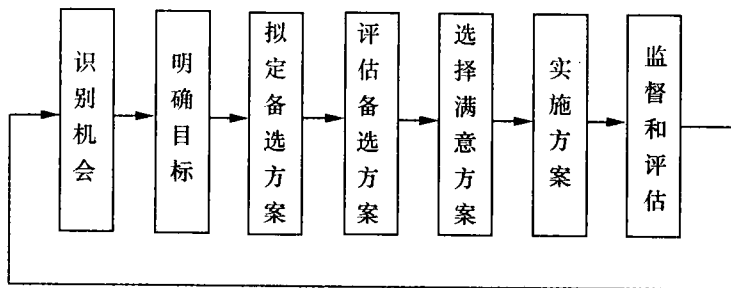 识别机会
明确目标
拟定备选方案
评估备选方案
选择满意方案
实施方案
监督和评估